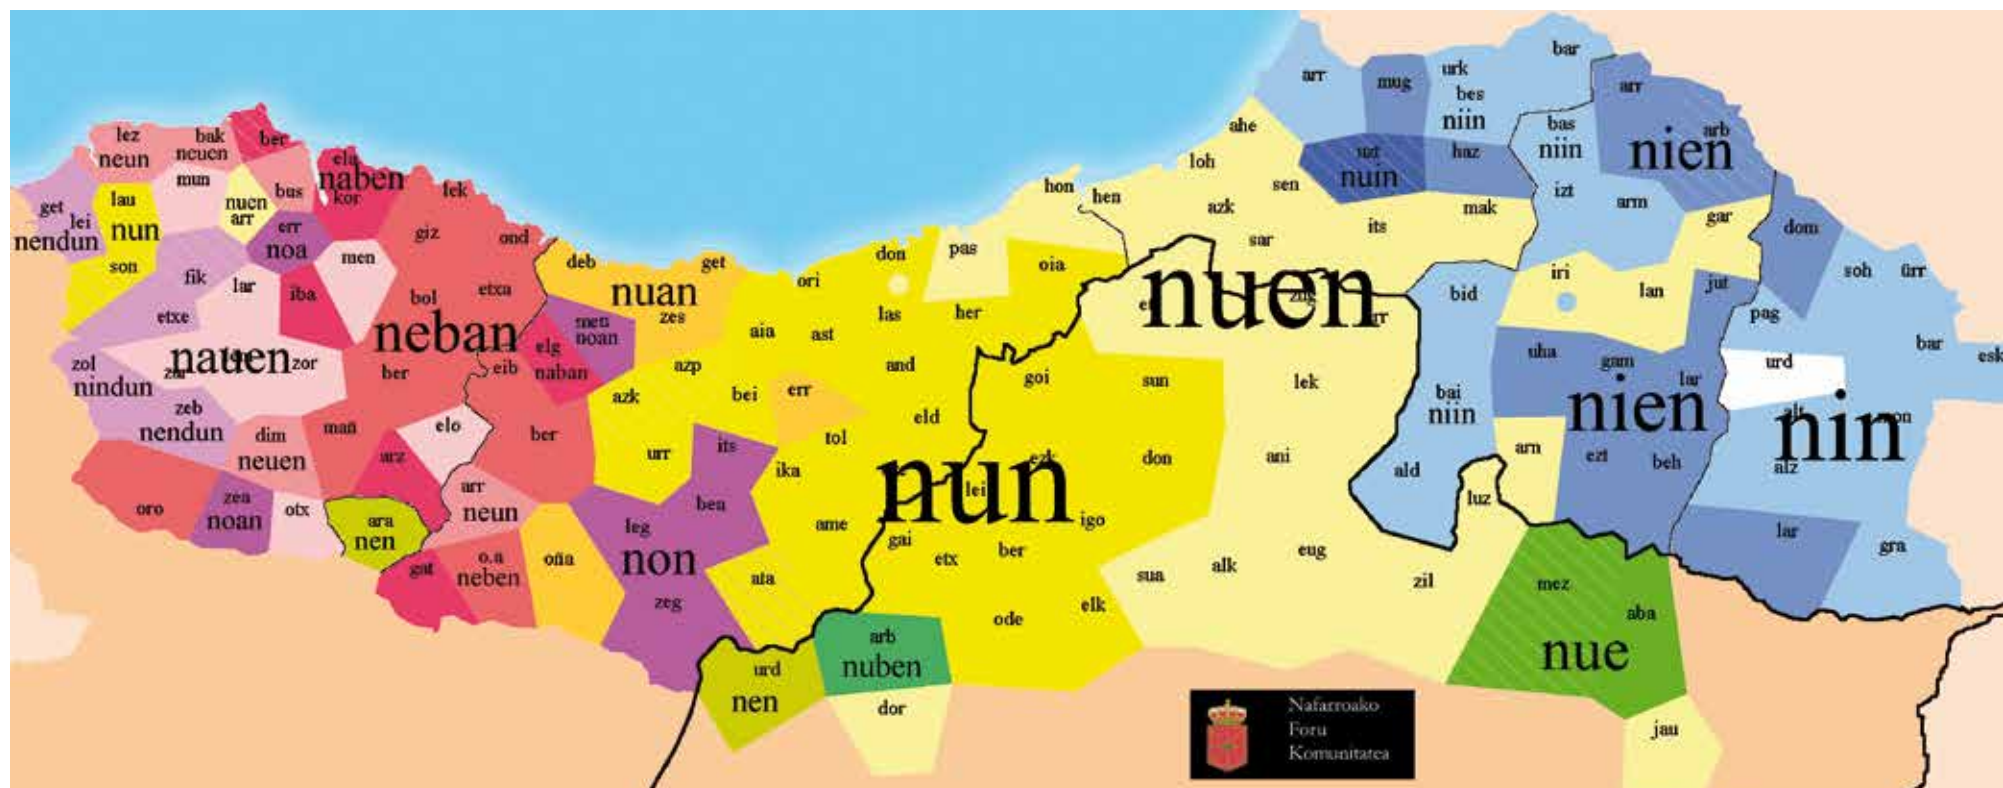 lez
neun
bak
neuen
ber
mun
lau
nun
nuen
arr
bus
ela
naben
kor
lek
get
lei
nendun
err
noa
giz
ond
son
fik
lar
men
iba
bol
etxa
etxe
neban
nauen
zor
zol
nindun
ber
eib
zeb
nendun
dim
neuen
mañ
elo
arz
oro
zea
noan
otx
ara
nen
gat
arr
neun
o.a
neben
oña
ber
deb
get
nuan
zes
men
noan
elg
naban
azp
azk
urr
its
ben
leg
non
zeg
ata
ori
don
pas
oia
aia
ast
las
her
bei
err
and
eld
tol
ika
ame
nun
goi
sun
ezk
lei
don
igo
gai
etx
ber
ode
elk
urd
nen
arb
nuben
dor
hon
hen
loh
ahe
azk
sar
sen
its
mak
nuen
zug
lek
ani
eug
alk
sua
zil
luz
arr
mug
urk
bes
niin
bar
uzt
nuin
haz
bas
niin
izt
arm
arr
arb
nien
gar
iri
lan
jut
bid
bai
niin
ald
uha
gam
lar
nien
arn
ezt
beh
dom
soh
ürr
pag
urd
bar
esk
alt
nin
alz
lar
gra
mez
aba
nue
jau
Nafarroako
Foru
Komunitatea